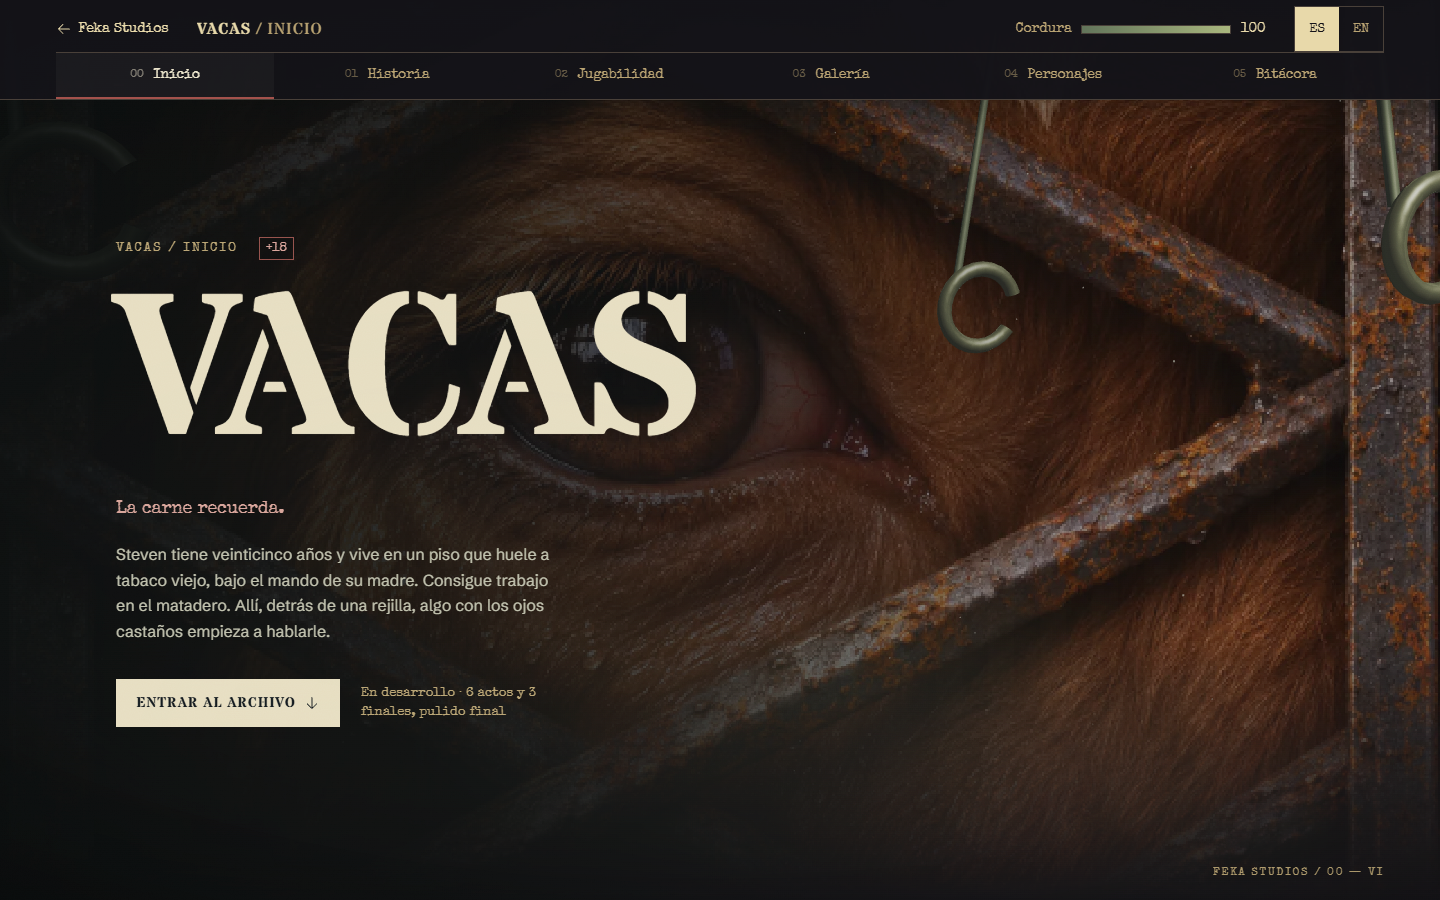 ← Feka Studios
VACAS / INICIO
Cordura 100
ES EN
00 Inicio
01 Historia
02 Jugabilidad
03 Galería
04 Personajes
05 Bitácora
VACAS / INICIO +18
VACAS
La carne recuerda.
Steven tiene veinticinco años y vive en un piso que huele a
tabaco viejo, bajo el mando de su madre. Consigue trabajo
en el matadero. Allí, detrás de una rejilla, algo con los ojos
castaños empieza a hablarle.
ENTRAR AL ARCHIVO ↓
En desarrollo · 6 actos y 3
finales, pulido final
FEKA STUDIOS / 00 — VI